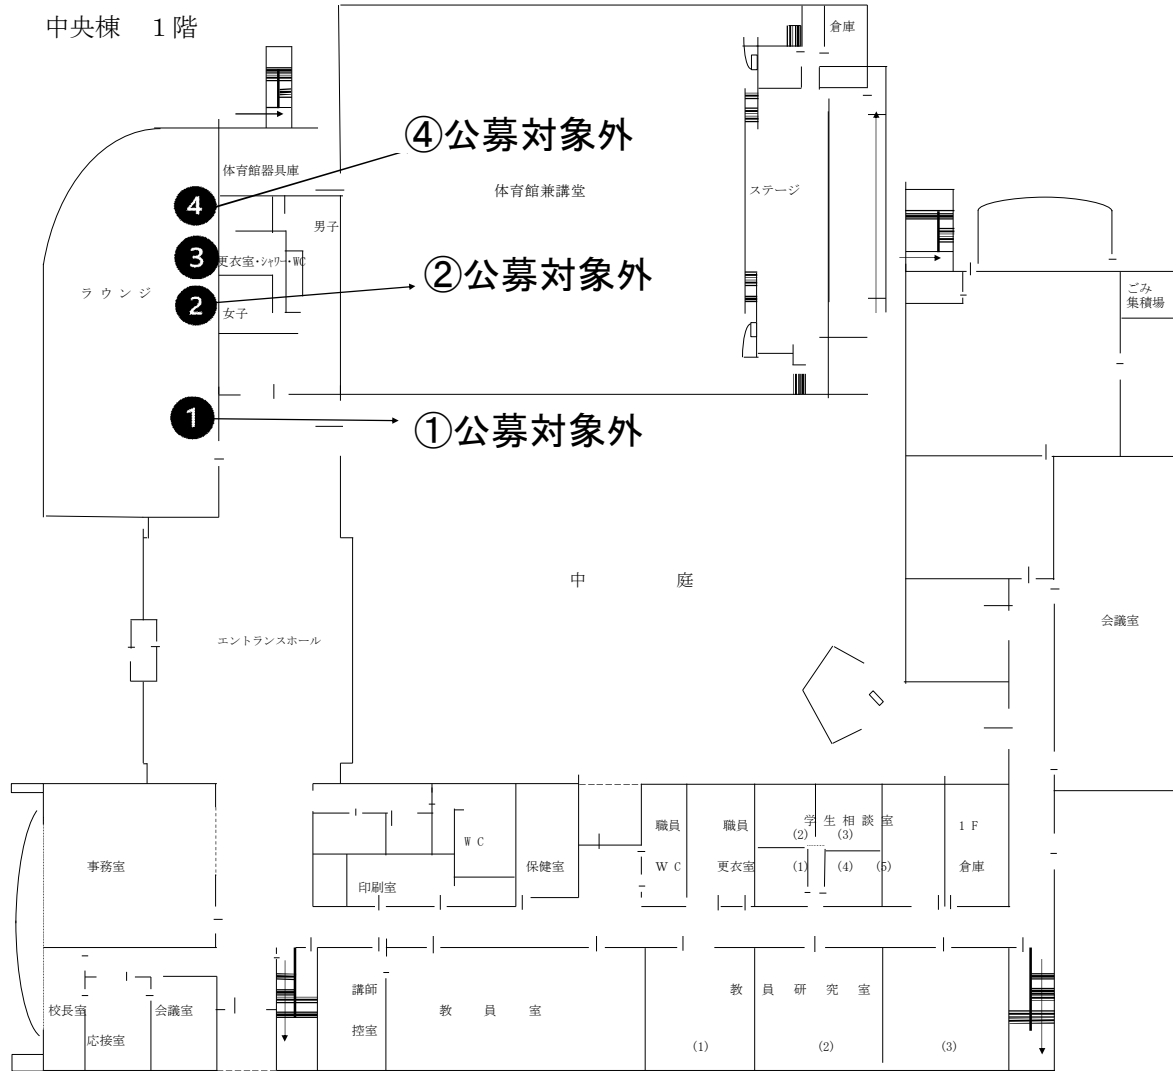 中央棟　１階
倉庫
④公募対象外
体育館器具庫
体育館兼講堂
ステージ
4
男子
3
更衣室・シャワー・WC
②公募対象外
ラウンジ
2
女子
ごみ
集積場
1
①公募対象外
中庭
会議室
エントランスホール
事務室
ＷＣ
印刷室
保健室
職員
ＷＣ
職員
更衣室
学生相談室
(2)
(3)
(1)
(4)
(5)
１Ｆ
倉庫
校長室
応接室
会議室
講師
控室
教員室
教員研究室
(1)
(2)
(3)